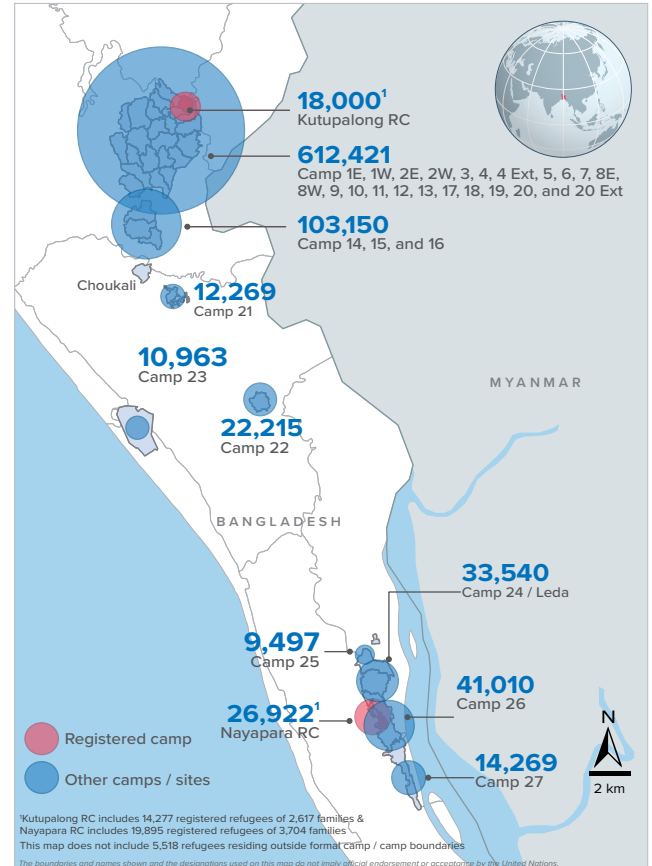 18,000¹
Kutupalong RC
612,421
Camp 1E, 1W, 2E, 2W, 3, 4, 4 Ext, 5, 6, 7, 8E,
8W, 9, 10, 11, 12, 13, 17, 18, 19, 20, and 20 Ext
103,150
Camp 14, 15, and 16
Choukali
12,269
Camp 21
10,963
Camp 23
MYANMAR
22,215
Camp 22
BANGLADESH
33,540
Camp 24 / Leda
9,497
Camp 25
41,010
Camp 26
26,922¹
Nayapara RC
N
Registered camp
14,269
Camp 27
Other camps / sites
2 km
¹Kutupalong RC includes 14,277 registered refugees of 2,617 families &
Nayapara RC includes 19,895 registered refugees of 3,704 families
This map does not include 5,518 refugees residing outside formal camp / camp boundaries
The boundaries and names shown and the designations used on this map do not imply official endorsement or acceptance by the United Nations.